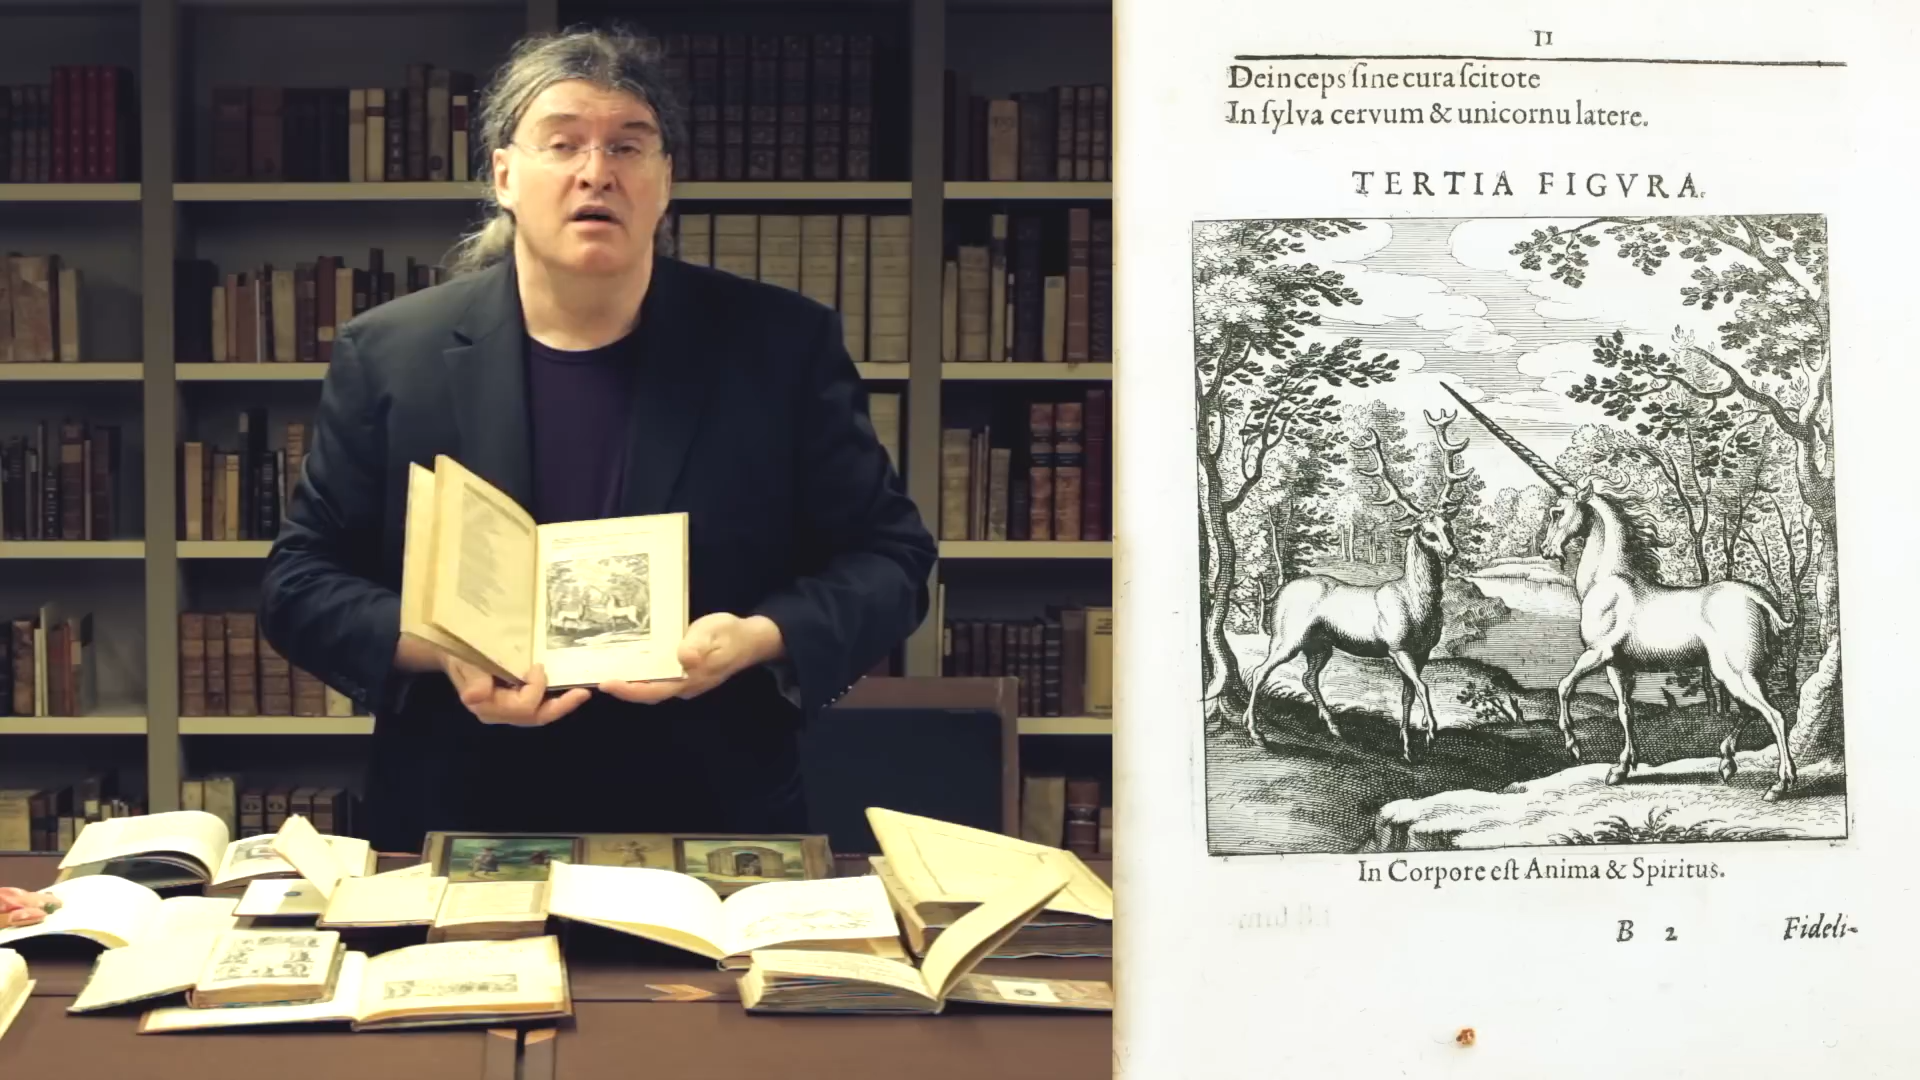 11
Deinceps ſine cura ſcitote
In ſylva cervum & unicornu latere.
TERTIA FIGVRA.
In Corpore eſt Anima & Spiritus.
B 2
Fideli-